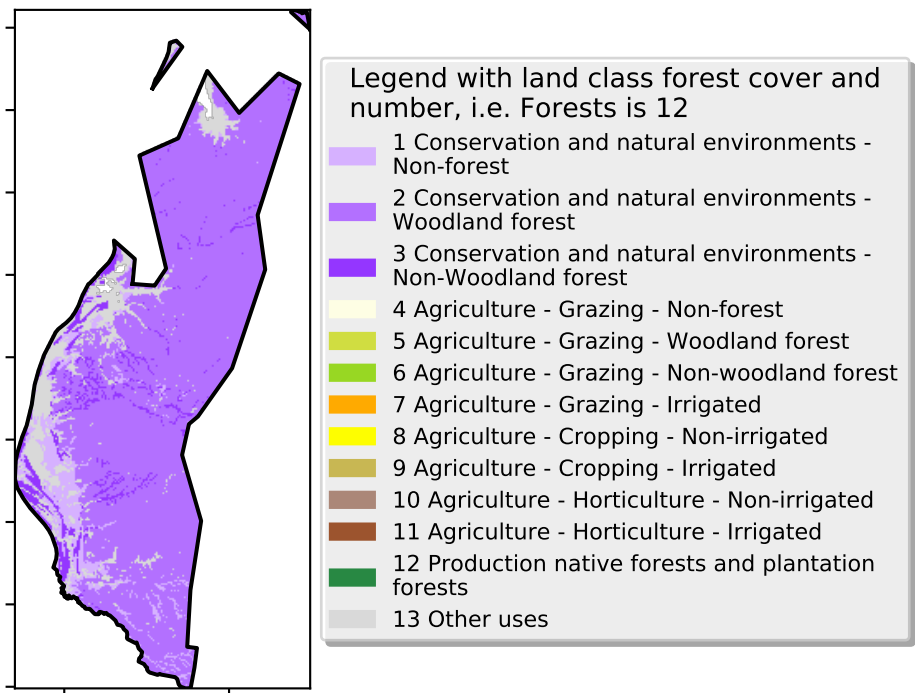 Legend with land class forest cover and
number, i.e. Forests is 12
1 Conservation and natural environments -
Non-forest
2 Conservation and natural environments -
Woodland forest
3 Conservation and natural environments -
Non-Woodland forest
4 Agriculture - Grazing - Non-forest
5 Agriculture - Grazing - Woodland forest
6 Agriculture - Grazing - Non-woodland forest
7 Agriculture - Grazing - Irrigated
8 Agriculture - Cropping - Non-irrigated
9 Agriculture - Cropping - Irrigated
10 Agriculture - Horticulture - Non-irrigated
11 Agriculture - Horticulture - Irrigated
12 Production native forests and plantation
forests
13 Other uses